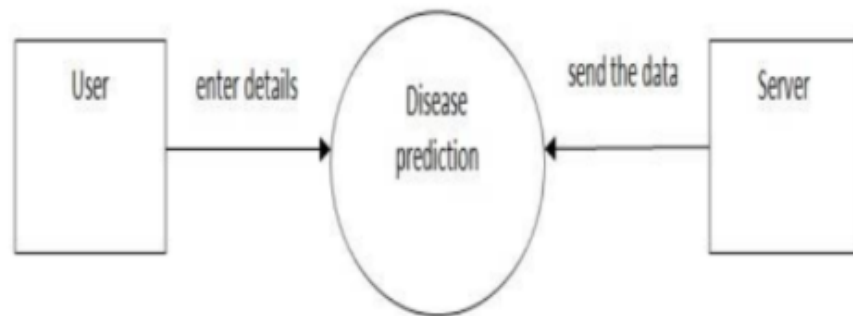 User
enter details
Disease
prediction
send the data
Server